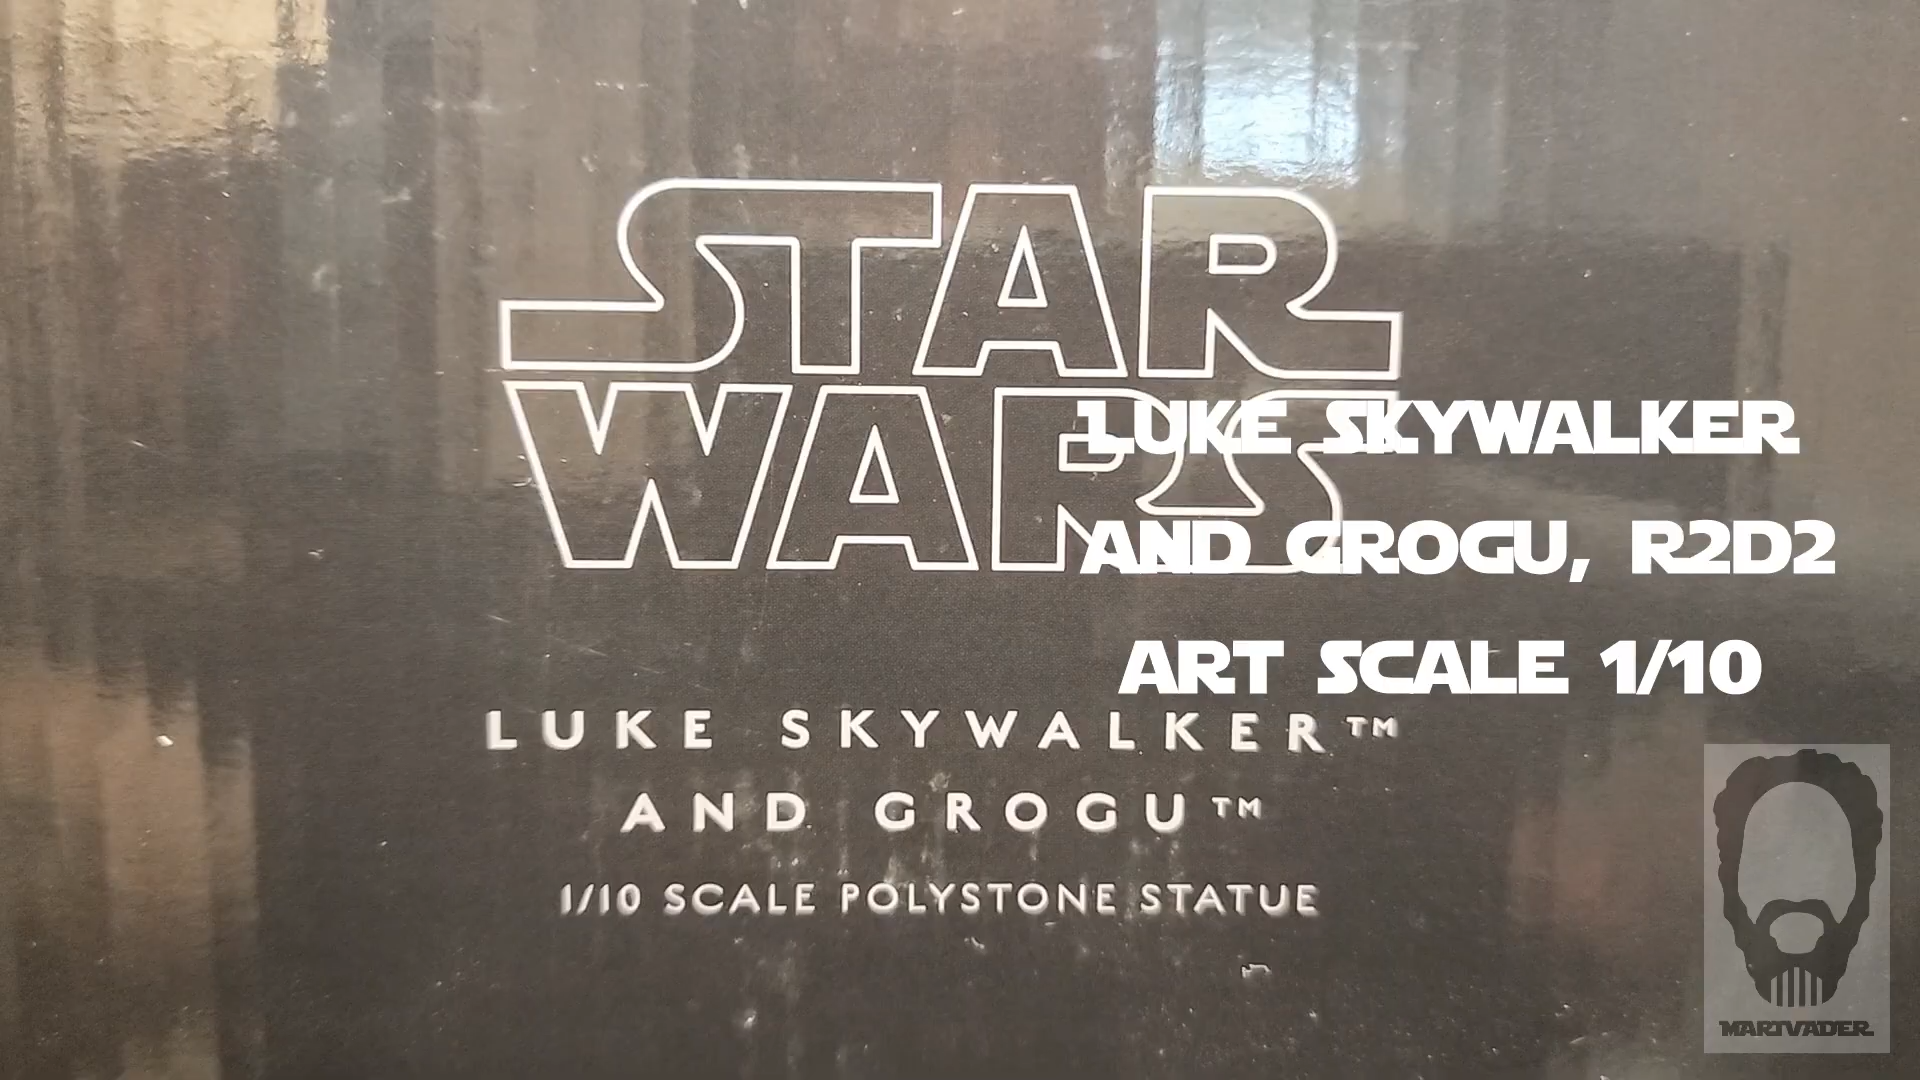 STAR
WARS
LUKE SKYWALKER
AND GROGU, R2D2
ART SCALE 1/10
LUKE SKYWALKER™
AND GROGU™
1/10 SCALE POLYSTONE STATUE
MARTVADER